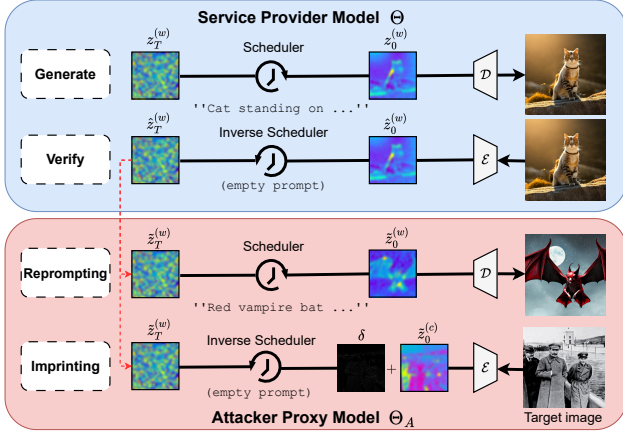 Service Provider Model Θ
Generate
z_T^{(w)}
Scheduler
z_0^{(w)}
𝒟
''Cat standing on ...''
Verify
ẑ_T^{(w)}
Inverse Scheduler
ẑ_0^{(w)}
ℰ
(empty prompt)
Reprompting
z̃_T^{(w)}
Scheduler
z̃_0^{(w)}
𝒟
''Red vampire bat ...''
Imprinting
z̃_T^{(w)}
Inverse Scheduler
δ
+
z̃_0^{(c)}
ℰ
(empty prompt)
Target image
Attacker Proxy Model Θ_A